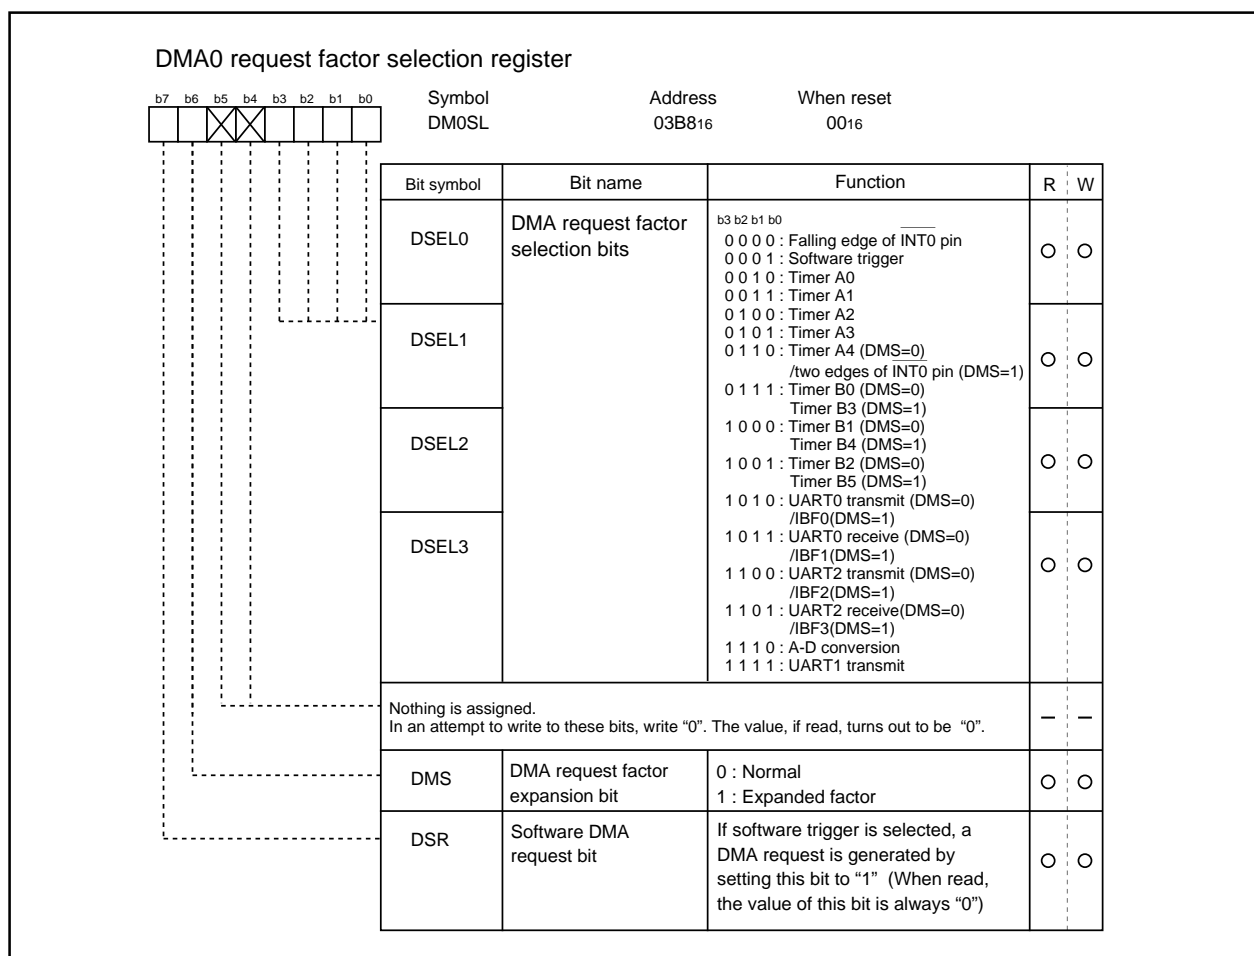 DMA0 request factor selection register
b7 b6 b5 b4 b3 b2 b1 b0
Symbol Address When reset
DM0SL 03B816 0016
Bit symbol Bit name Function R W
DSEL0
DSEL1
DSEL2
DSEL3
DMA request factor
selection bits
b3 b2 b1 b0
0 0 0 0 : Falling edge of INT0 pin
0 0 0 1 : Software trigger
0 0 1 0 : Timer A0
0 0 1 1 : Timer A1
0 1 0 0 : Timer A2
0 1 0 1 : Timer A3
0 1 1 0 : Timer A4 (DMS=0)
/two edges of INT0 pin (DMS=1)
0 1 1 1 : Timer B0 (DMS=0)
Timer B3 (DMS=1)
1 0 0 0 : Timer B1 (DMS=0)
Timer B4 (DMS=1)
1 0 0 1 : Timer B2 (DMS=0)
Timer B5 (DMS=1)
1 0 1 0 : UART0 transmit (DMS=0)
/IBF0(DMS=1)
1 0 1 1 : UART0 receive (DMS=0)
/IBF1(DMS=1)
1 1 0 0 : UART2 transmit (DMS=0)
/IBF2(DMS=1)
1 1 0 1 : UART2 receive(DMS=0)
/IBF3(DMS=1)
1 1 1 0 : A-D conversion
1 1 1 1 : UART1 transmit
Nothing is assigned.
In an attempt to write to these bits, write “0”. The value, if read, turns out to be “0”.
– –
DMS
DMA request factor
expansion bit
0 : Normal
1 : Expanded factor
DSR
Software DMA
request bit
If software trigger is selected, a
DMA request is generated by
setting this bit to “1” (When read,
the value of this bit is always “0”)